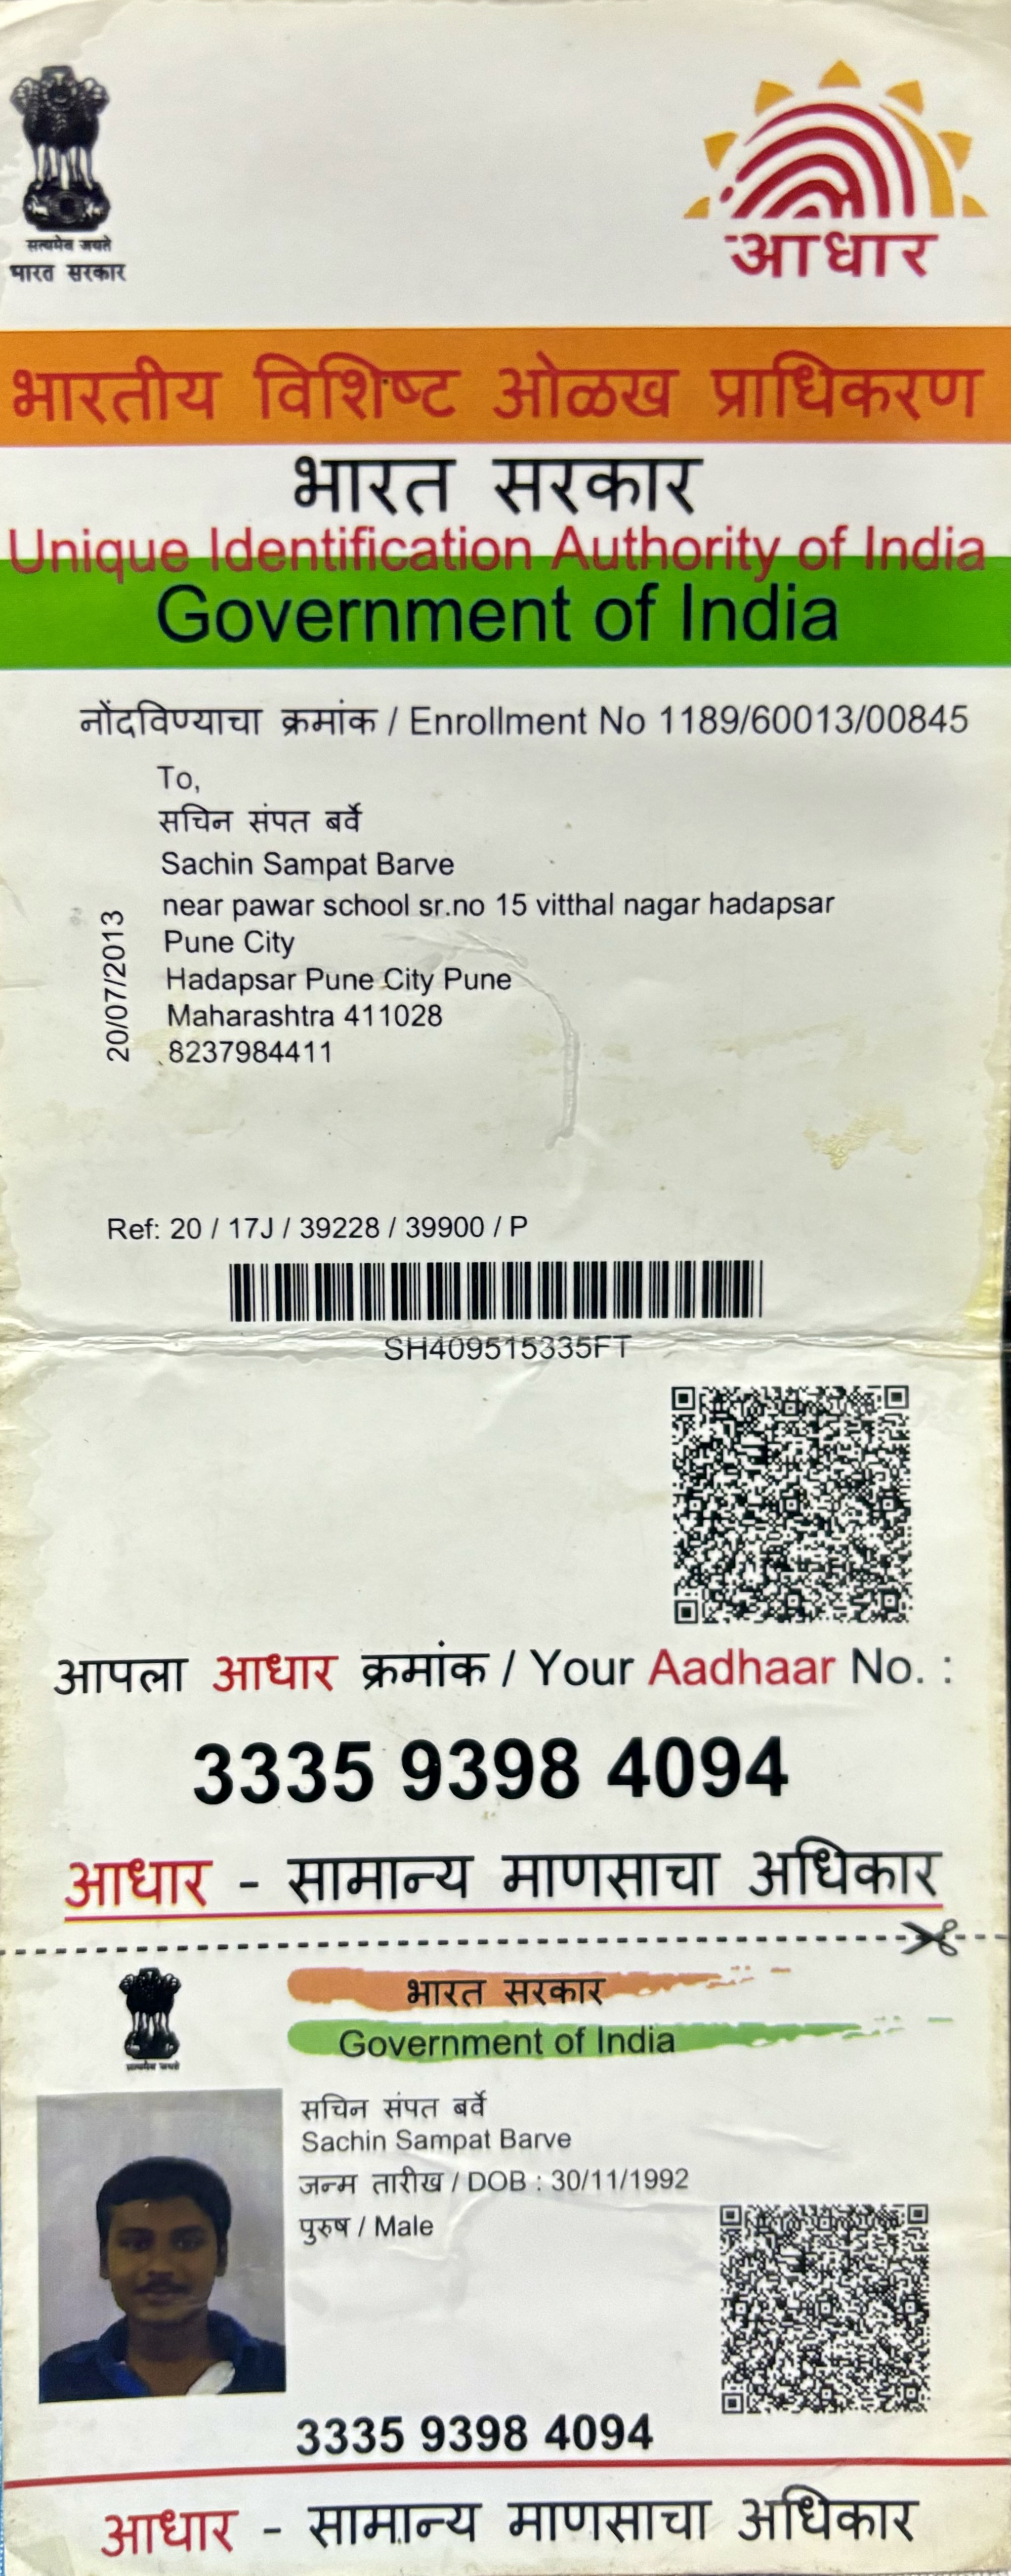 सत्यमेव जयते
भारत सरकार
आधार
भारतीय विशिष्ट ओळख प्राधिकरण
भारत सरकार
Unique Identification Authority of India
Government of India
नोंदविण्याचा क्रमांक / Enrollment No 1189/60013/00845
To,
सचिन संपत बर्वे
Sachin Sampat Barve
near pawar school sr.no 15 vitthal nagar hadapsar
Pune City
Hadapsar Pune City Pune
Maharashtra 411028
8237984411
20/07/2013
Ref: 20 / 17J / 39228 / 39900 / P
SH409515335FT
आपला आधार क्रमांक / Your Aadhaar No. :
3335 9398 4094
आधार - सामान्य माणसाचा अधिकार
भारत सरकार
Government of India
सत्यमेव जयते
सचिन संपत बर्वे
Sachin Sampat Barve
जन्म तारीख / DOB : 30/11/1992
पुरुष / Male
3335 9398 4094
आधार - सामान्य माणसाचा अधिकार